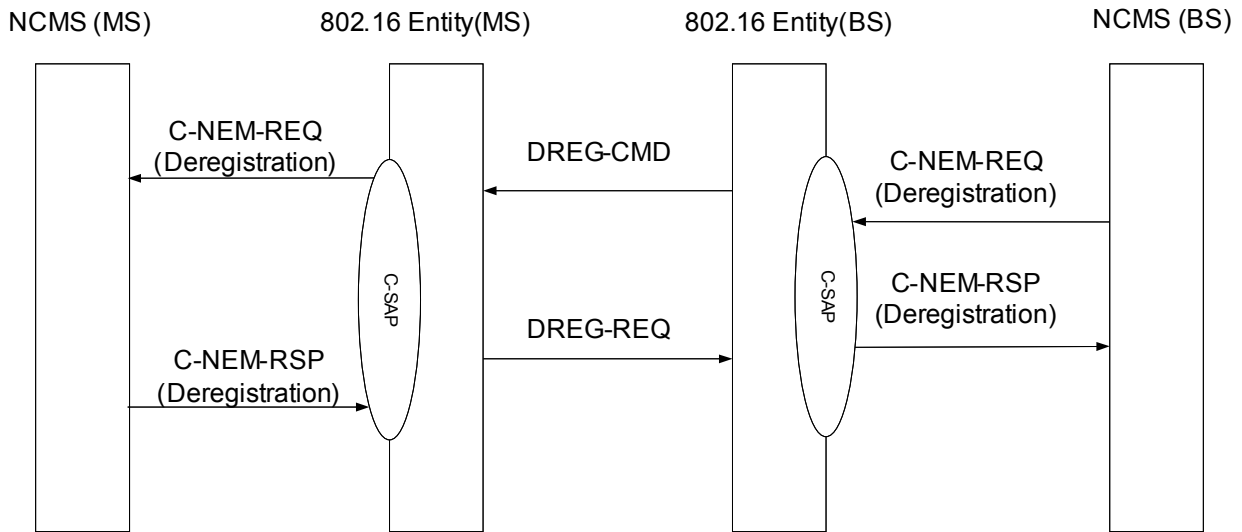 NCMS (MS)
802.16 Entity(MS)
802.16 Entity(BS)
NCMS (BS)
C-NEM-REQ
(Deregistration)
DREG-CMD
C-NEM-REQ
(Deregistration)
C-SAP
C-SAP
C-NEM-RSP
(Deregistration)
DREG-REQ
C-NEM-RSP
(Deregistration)